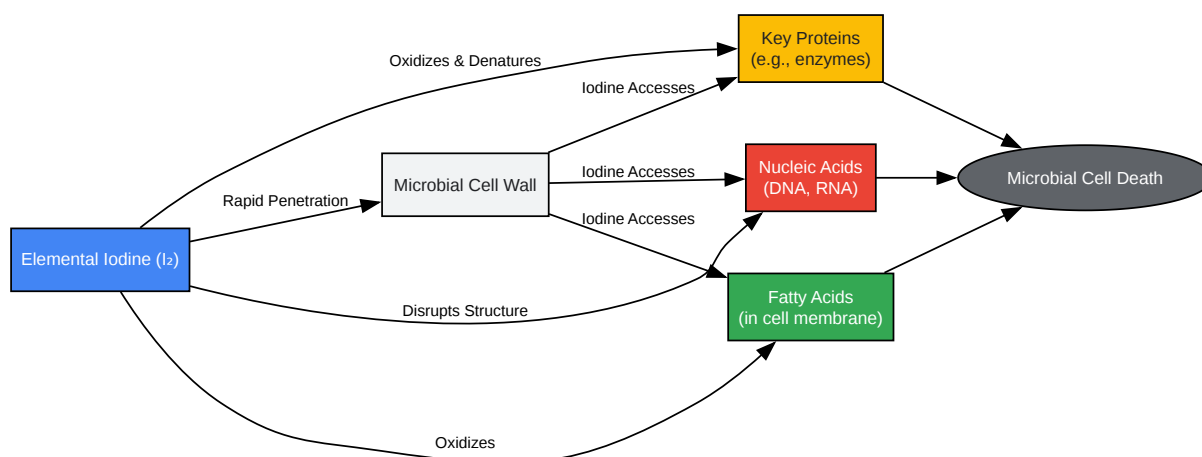 Key Proteins
(e.g., enzymes)
Oxidizes & Denatures
Iodine Accesses
Nucleic Acids
(DNA, RNA)
Iodine Accesses
Microbial Cell Wall
Microbial Cell Death
Rapid Penetration
Iodine Accesses
Elemental Iodine (I₂)
Disrupts Structure
Fatty Acids
(in cell membrane)
Oxidizes